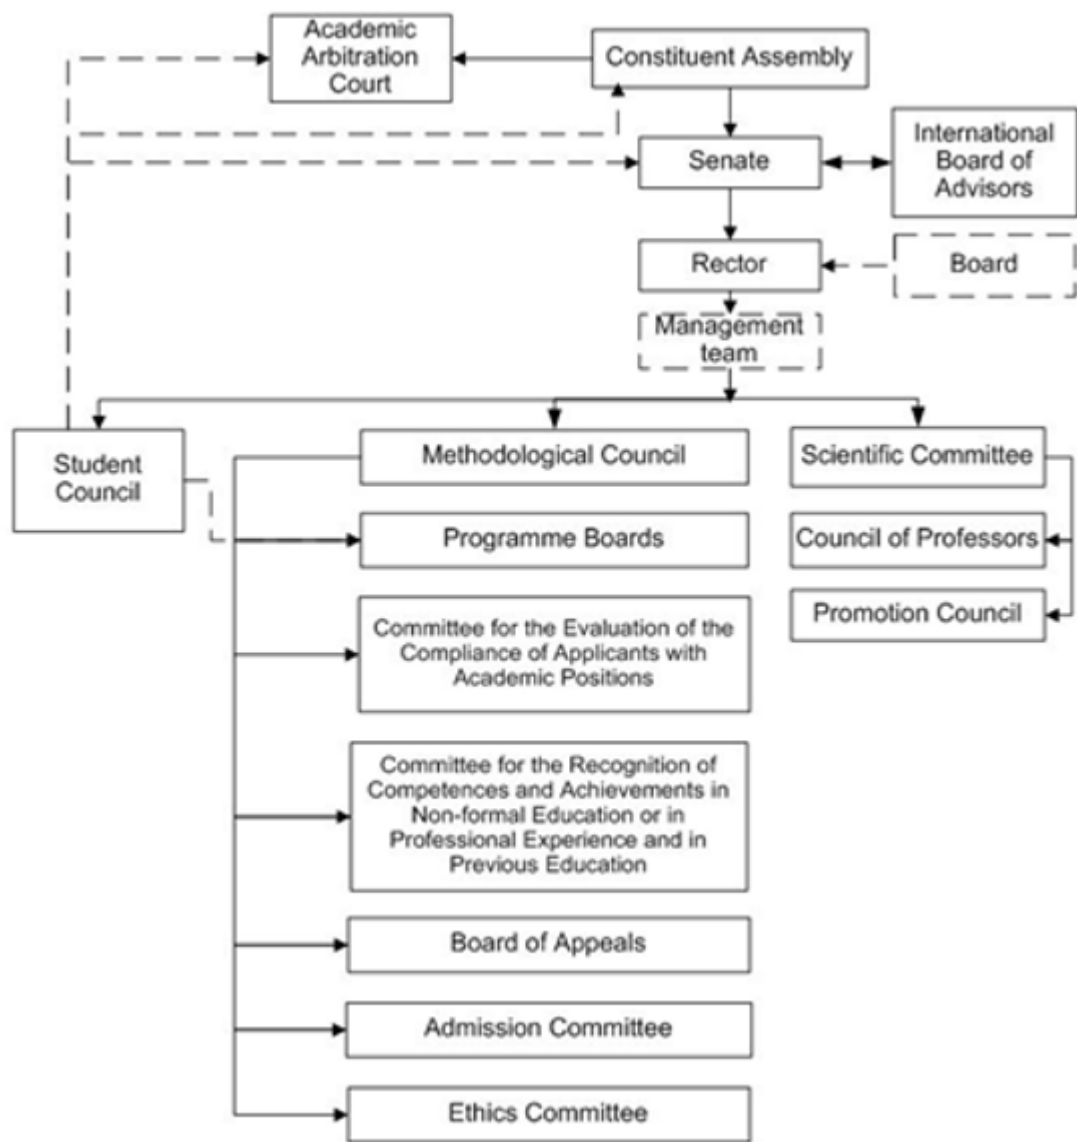 Academic
Arbitration
Court
Constituent Assembly
Senate
International
Board of
Advisors
Rector
Board
Management
team
Student
Council
Methodological Council
Scientific Committee
Programme Boards
Council of Professors
Committee for the Evaluation of the
Compliance of Applicants with
Academic Positions
Promotion Council
Committee for the Recognition of
Competences and Achievements in
Non-formal Education or in
Professional Experience and in
Previous Education
Board of Appeals
Admission Committee
Ethics Committee